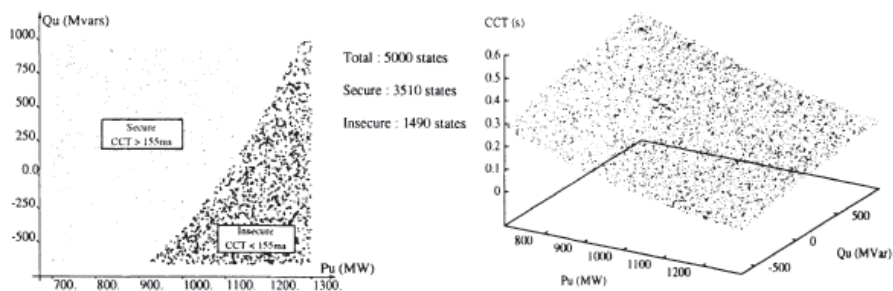 Qu (Mvars)
1000.
750.
500.
250.
0.0
-250.
-500.
Secure
CCT > 155ms
Insecure
CCT < 155ms
Pu (MW)
700. 800. 900. 1000. 1100. 1200. 1300.
Total : 5000 states
Secure : 3510 states
Insecure : 1490 states
CCT (s)
0.6
0.5
0.4
0.3
0.2
0.1
0
800 900 1000 1100 1200
Pu (MW)
-500 0 500
Qu (MVar)